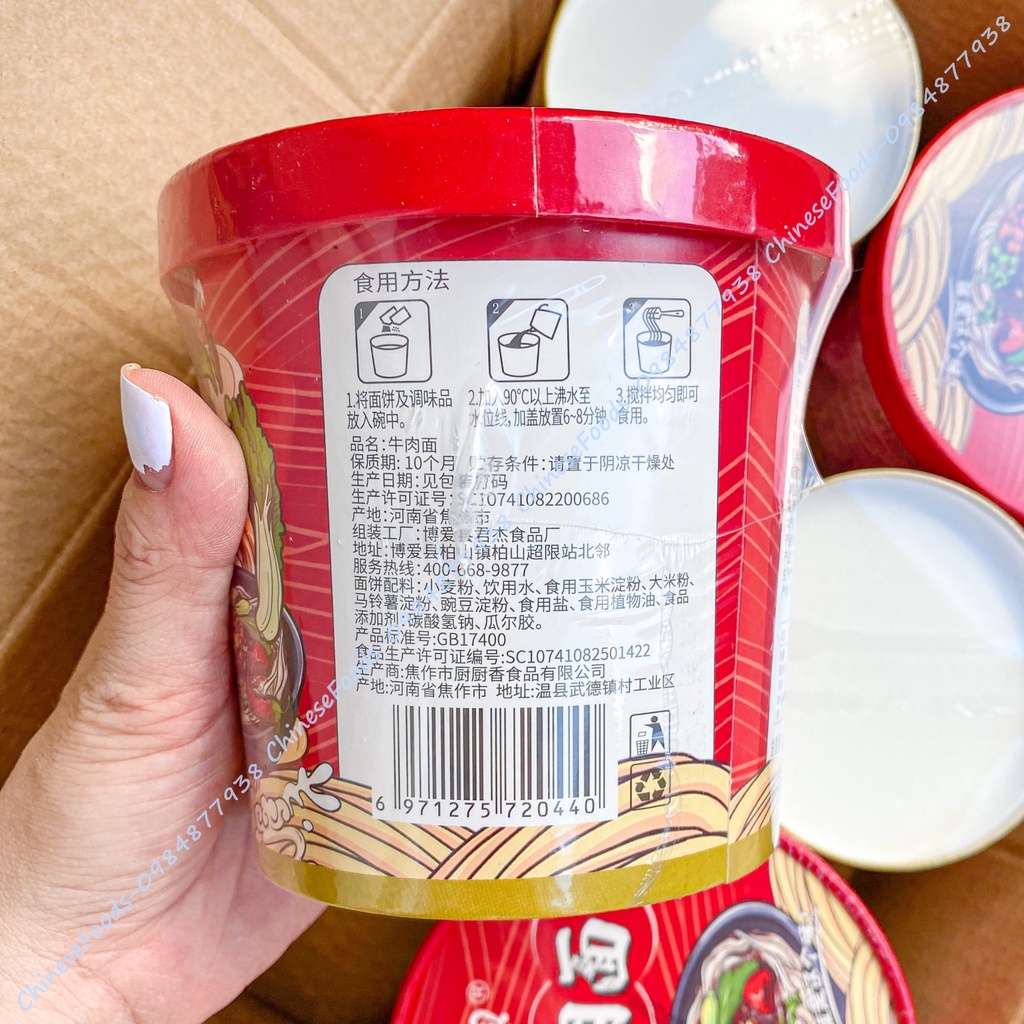 食用方法
1
2
3
1.将面饼及调味品
放入碗中。
2.加入90°C以上沸水至
水位线,加盖放置6~8分钟
3.搅拌均匀即可
食用。
品名:牛肉面
保质期:10个月 贮存条件:请置于阴凉干燥处
生产日期:见包装打码
生产许可证号:SC10741082200686
产地:河南省焦作市
组装工厂:博爱县君杰食品厂
地址:博爱县柏山镇柏山超限站北邻
服务热线:400-668-9877
面饼配料:小麦粉、饮用水、食用玉米淀粉、大米粉、
马铃薯淀粉、豌豆淀粉、食用盐、食用植物油、食品
添加剂:碳酸氢钠、瓜尔胶。
产品标准号:GB17400
食品生产许可证编号:SC10741082501422
生产商:焦作市厨厨香食品有限公司
产地:河南省焦作市 地址:温县武德镇村工业区
6 971275 720440
ChineseFoods-0984877938
ChineseFoods-0984877938
ChineseFoods-0984877938
面